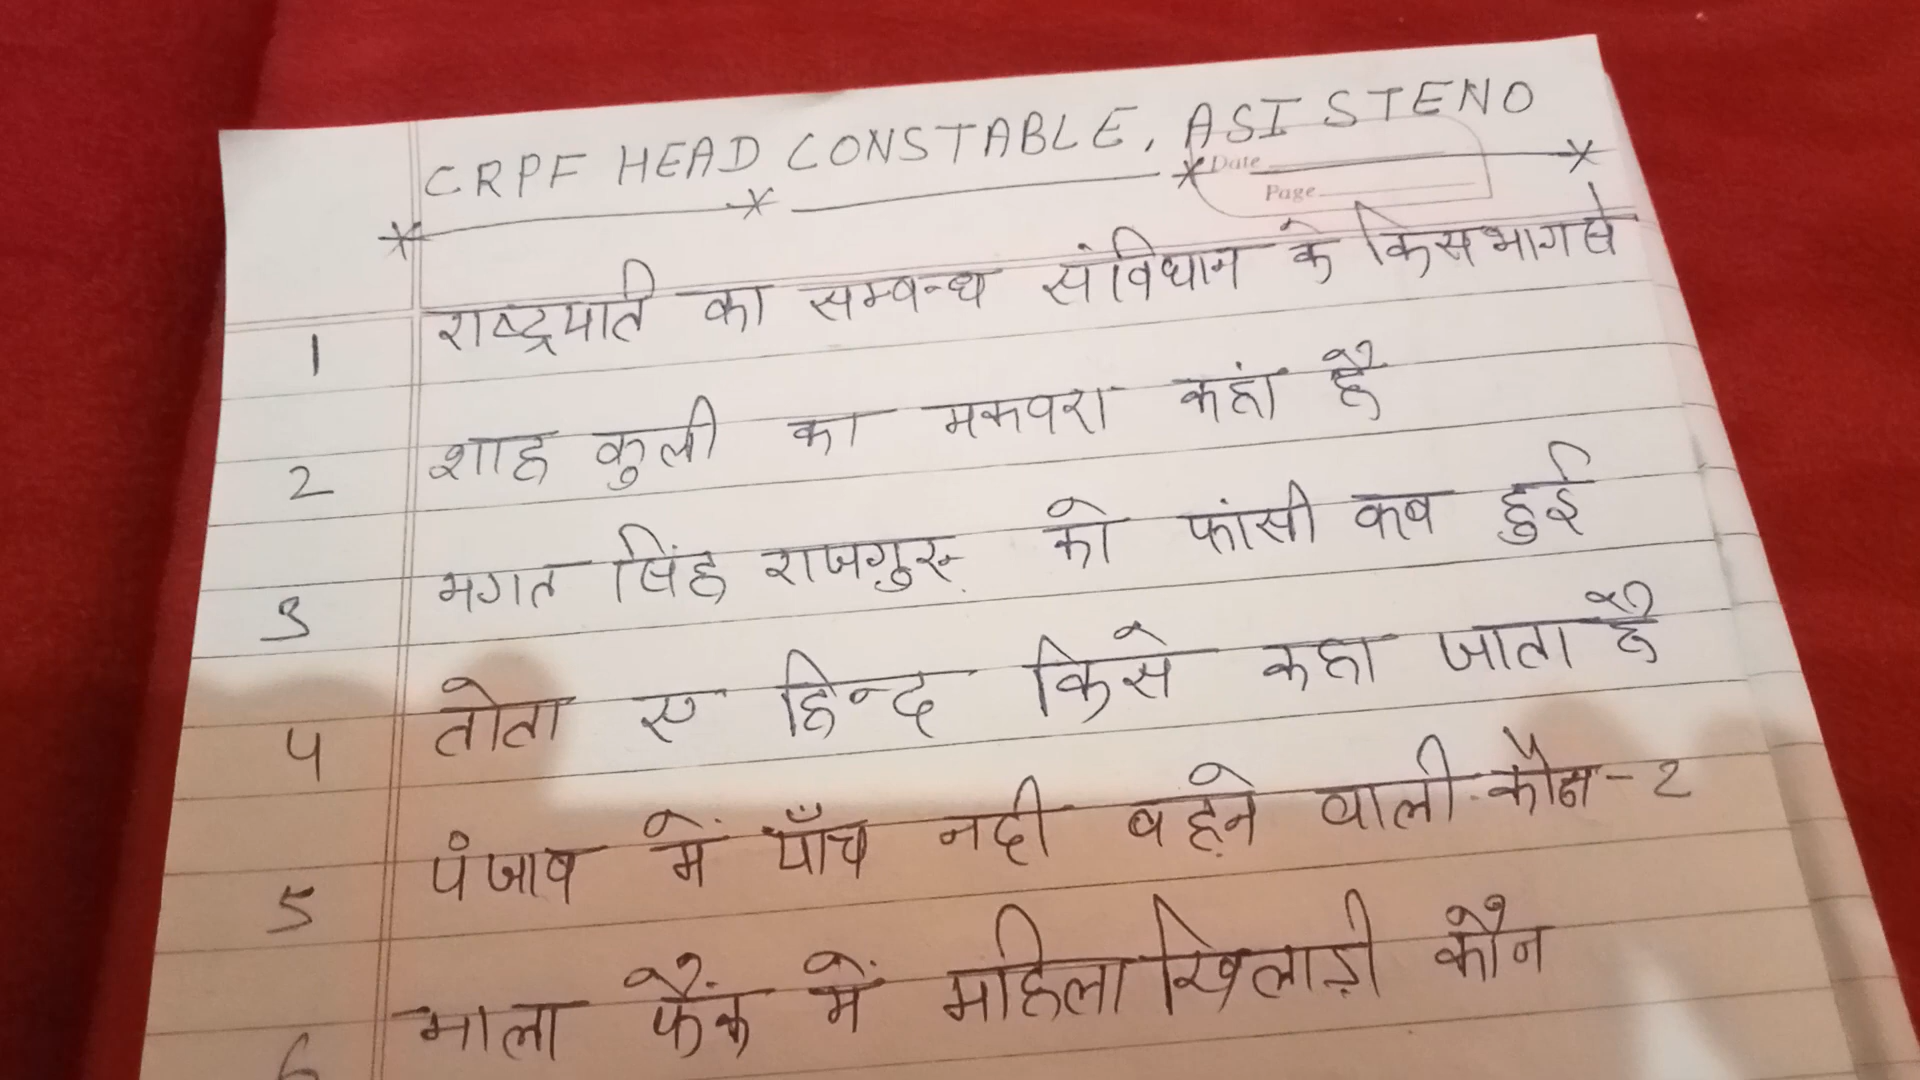 CRPF HEAD CONSTABLE, ASI STENO
Date
Page
1 राष्ट्रपति का सम्बन्ध संविधान के किस भाग से
2 शाह कुली का मकवरा कहां है
3 भगत सिंह राजगुरु को फांसी कब हुई
4 तोता ए हिन्द किसे कहा जाता है
5 पंजाब में पाँच नदी बहने वाली कौन-2
6 भाला फैंक में महिला खिलाड़ी कौन